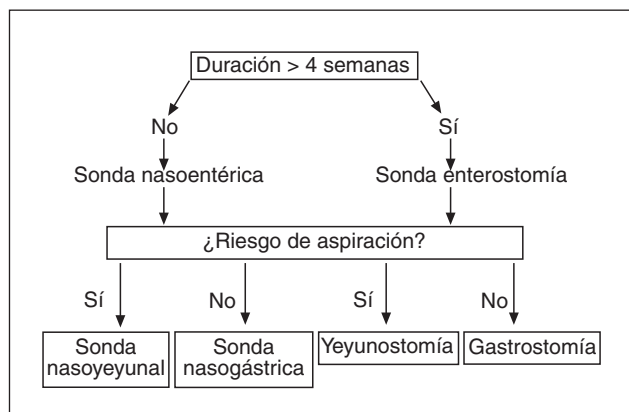 Duración > 4 semanas
No
Sí
Sonda nasoentérica
Sonda enterostomía
¿Riesgo de aspiración?
Sí
No
Sí
No
Sonda
nasoyeyunal
Sonda
nasogástrica
Yeyunostomía
Gastrostomía